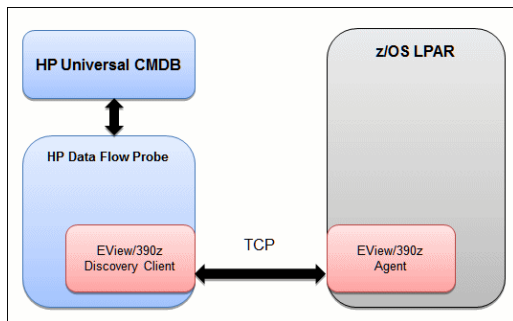 HP Universal CMDB
z/OS LPAR
HP Data Flow Probe
EView/390z
Discovery Client
TCP
EView/390z
Agent